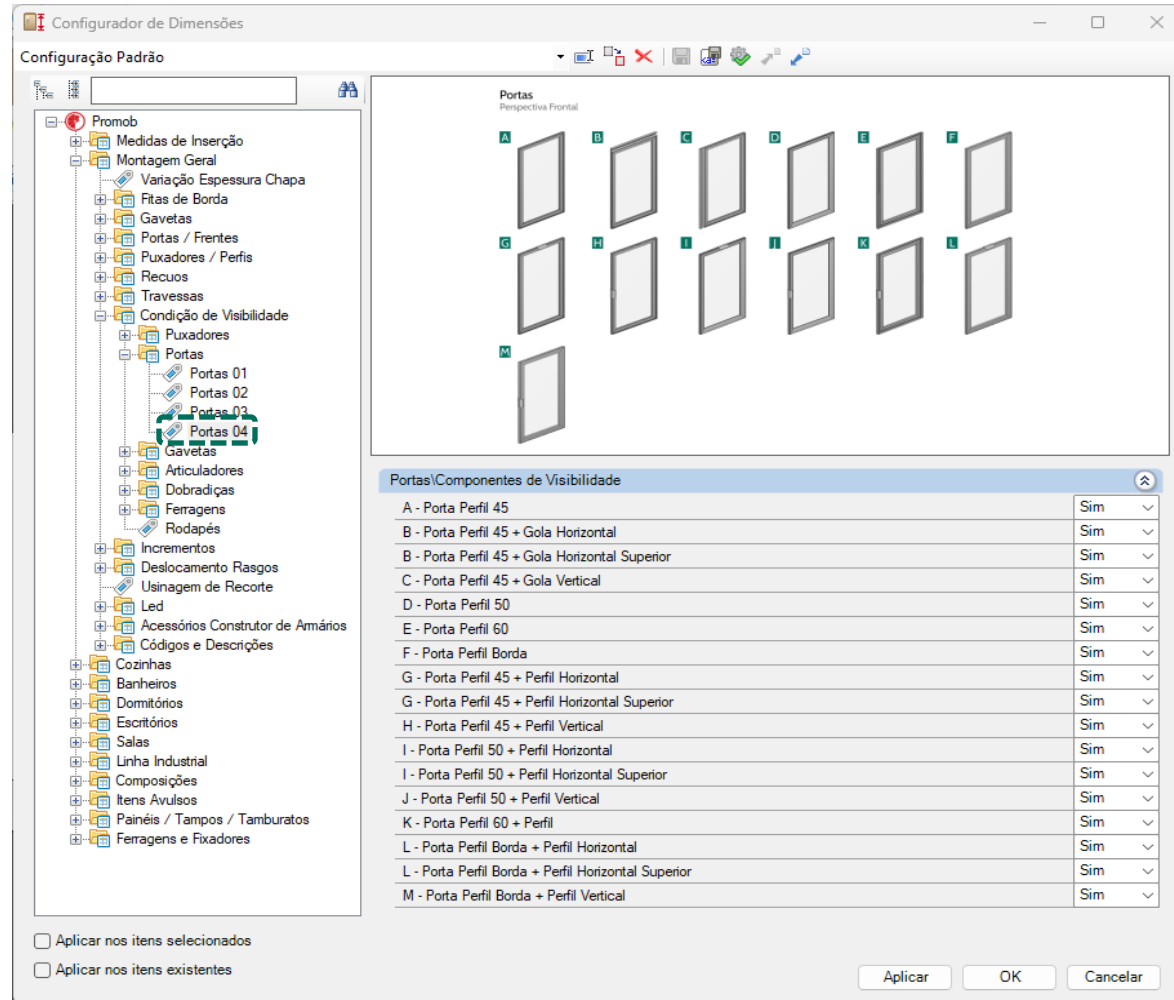 Configurador de Dimensões
Configuração Padrão
Promob
Medidas de Inserção
Montagem Geral
Variação Espessura Chapa
Fitas de Borda
Gavetas
Portas / Frentes
Puxadores / Perfis
Recuos
Travessas
Condição de Visibilidade
Puxadores
Portas
Portas 01
Portas 02
Portas 03
Portas 04
Gavetas
Articuladores
Dobradiças
Ferragens
Rodapés
Incrementos
Deslocamento Rasgos
Usinagem de Recorte
Led
Acessórios Construtor de Armários
Códigos e Descrições
Cozinhas
Banheiros
Dormitórios
Escritórios
Salas
Linha Industrial
Composições
Itens Avulsos
Painéis / Tampos / Tamburatos
Ferragens e Fixadores
Portas
Perspectiva Frontal
A B C D E F
G H I J K L
M
Portas\Componentes de Visibilidade
A - Porta Perfil 45 Sim
B - Porta Perfil 45 + Gola Horizontal Sim
B - Porta Perfil 45 + Gola Horizontal Superior Sim
C - Porta Perfil 45 + Gola Vertical Sim
D - Porta Perfil 50 Sim
E - Porta Perfil 60 Sim
F - Porta Perfil Borda Sim
G - Porta Perfil 45 + Perfil Horizontal Sim
G - Porta Perfil 45 + Perfil Horizontal Superior Sim
H - Porta Perfil 45 + Perfil Vertical Sim
I - Porta Perfil 50 + Perfil Horizontal Sim
I - Porta Perfil 50 + Perfil Horizontal Superior Sim
J - Porta Perfil 50 + Perfil Vertical Sim
K - Porta Perfil 60 + Perfil Sim
L - Porta Perfil Borda + Perfil Horizontal Sim
L - Porta Perfil Borda + Perfil Horizontal Superior Sim
M - Porta Perfil Borda + Perfil Vertical Sim
Aplicar nos itens selecionados
Aplicar nos itens existentes
Aplicar OK Cancelar